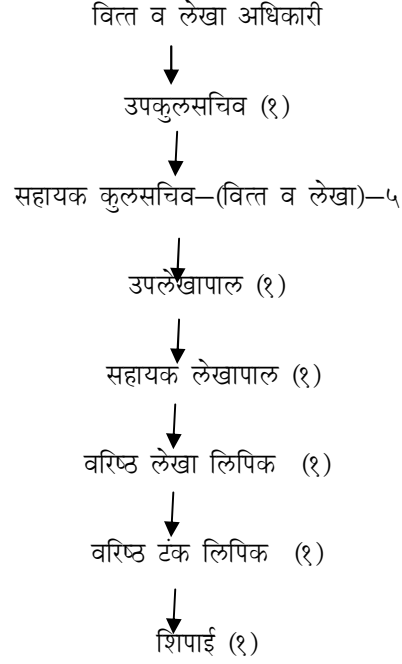 वित्त व लेखा अधिकारी
उपकुलसचिव (१)
सहायक कुलसचिव–(वित्त व लेखा)–५
उपलेखापाल (१)
सहायक लेखापाल (१)
वरिष्ठ लेखा लिपिक (१)
वरिष्ठ टंक लिपिक (१)
शिपाई (१)